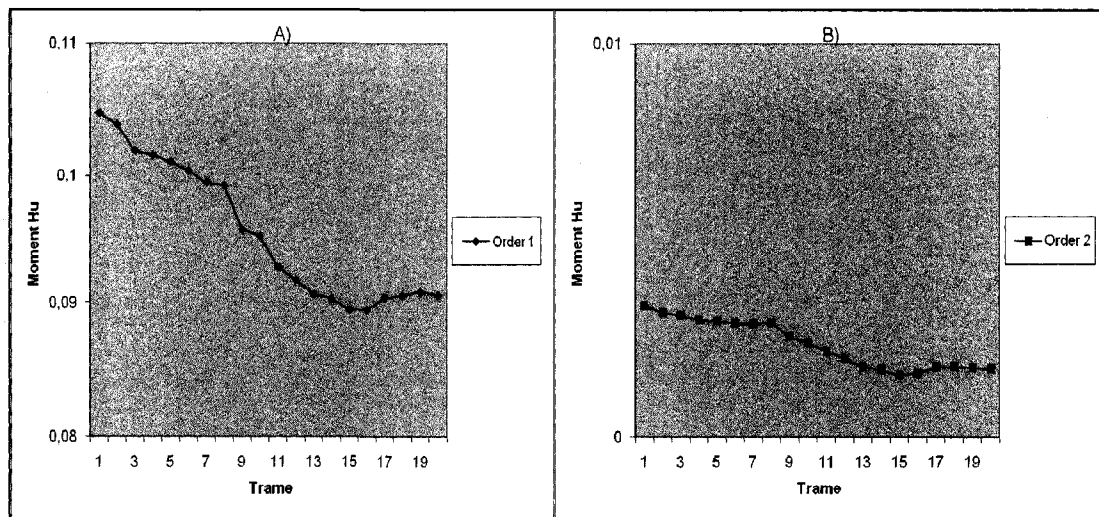 A)
0,11
0,1
0,09
0,08
Moment Hu
1 3 5 7 9 11 13 15 17 19
Trame
Order 1
B)
0,01
0
Moment Hu
1 3 5 7 9 11 13 15 17 19
Trame
Order 2